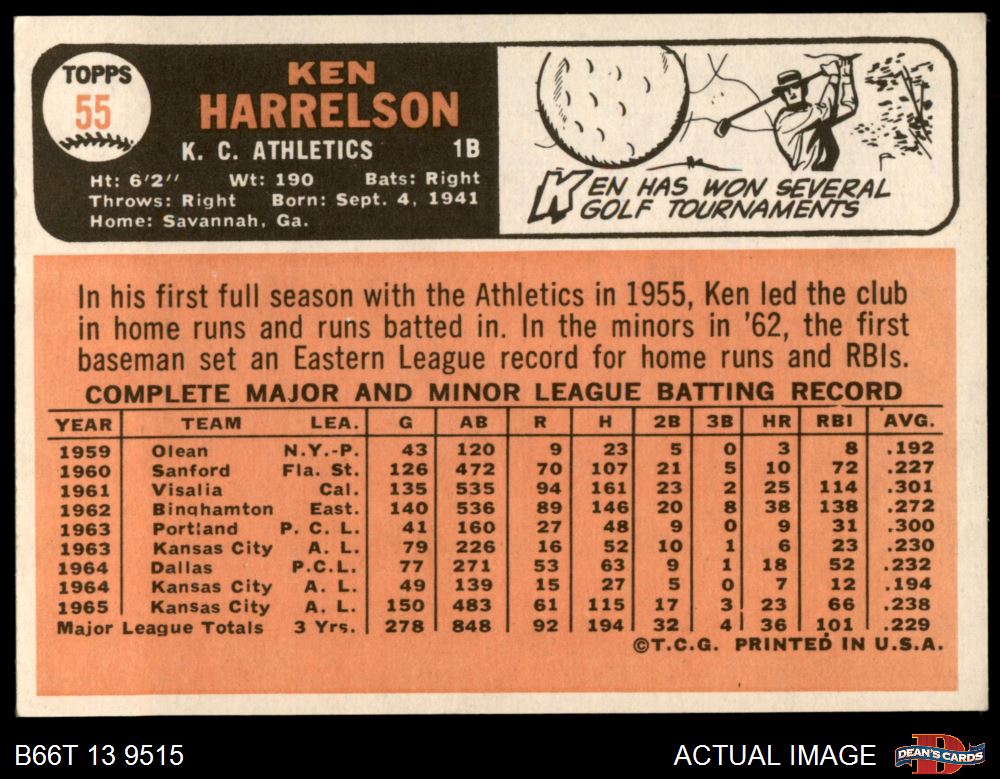 TOPPS
55
KEN
HARRELSON
K. C. ATHLETICS 1B
Ht: 6'2'' Wt: 190 Bats: Right
Throws: Right Born: Sept. 4, 1941
Home: Savannah, Ga.
KEN HAS WON SEVERAL
GOLF TOURNAMENTS
In his first full season with the Athletics in 1955, Ken led the club
in home runs and runs batted in. In the minors in '62, the first
baseman set an Eastern League record for home runs and RBIs.
COMPLETE MAJOR AND MINOR LEAGUE BATTING RECORD
YEAR TEAM LEA. G AB R H 2B 3B HR RBI AVG.
1959 Olean N.Y.-P. 43 120 9 23 5 0 3 8 .192
1960 Sanford Fla. St. 126 472 70 107 21 5 10 72 .227
1961 Visalia Cal. 135 535 94 161 23 2 25 114 .301
1962 Binghamton East. 140 536 89 146 20 8 38 138 .272
1963 Portland P. C. L. 41 160 27 48 9 0 9 31 .300
1963 Kansas City A. L. 79 226 16 52 10 1 6 23 .230
1964 Dallas P.C.L. 77 271 53 63 9 1 18 52 .232
1964 Kansas City A. L. 49 139 15 27 5 0 7 12 .194
1965 Kansas City A. L. 150 483 61 115 17 3 23 66 .238
Major League Totals 3 Yrs. 278 848 92 194 32 4 36 101 .229
©T.C.G. PRINTED IN U.S.A.
B66T 13 9515 ACTUAL IMAGE DEAN'S CARDS